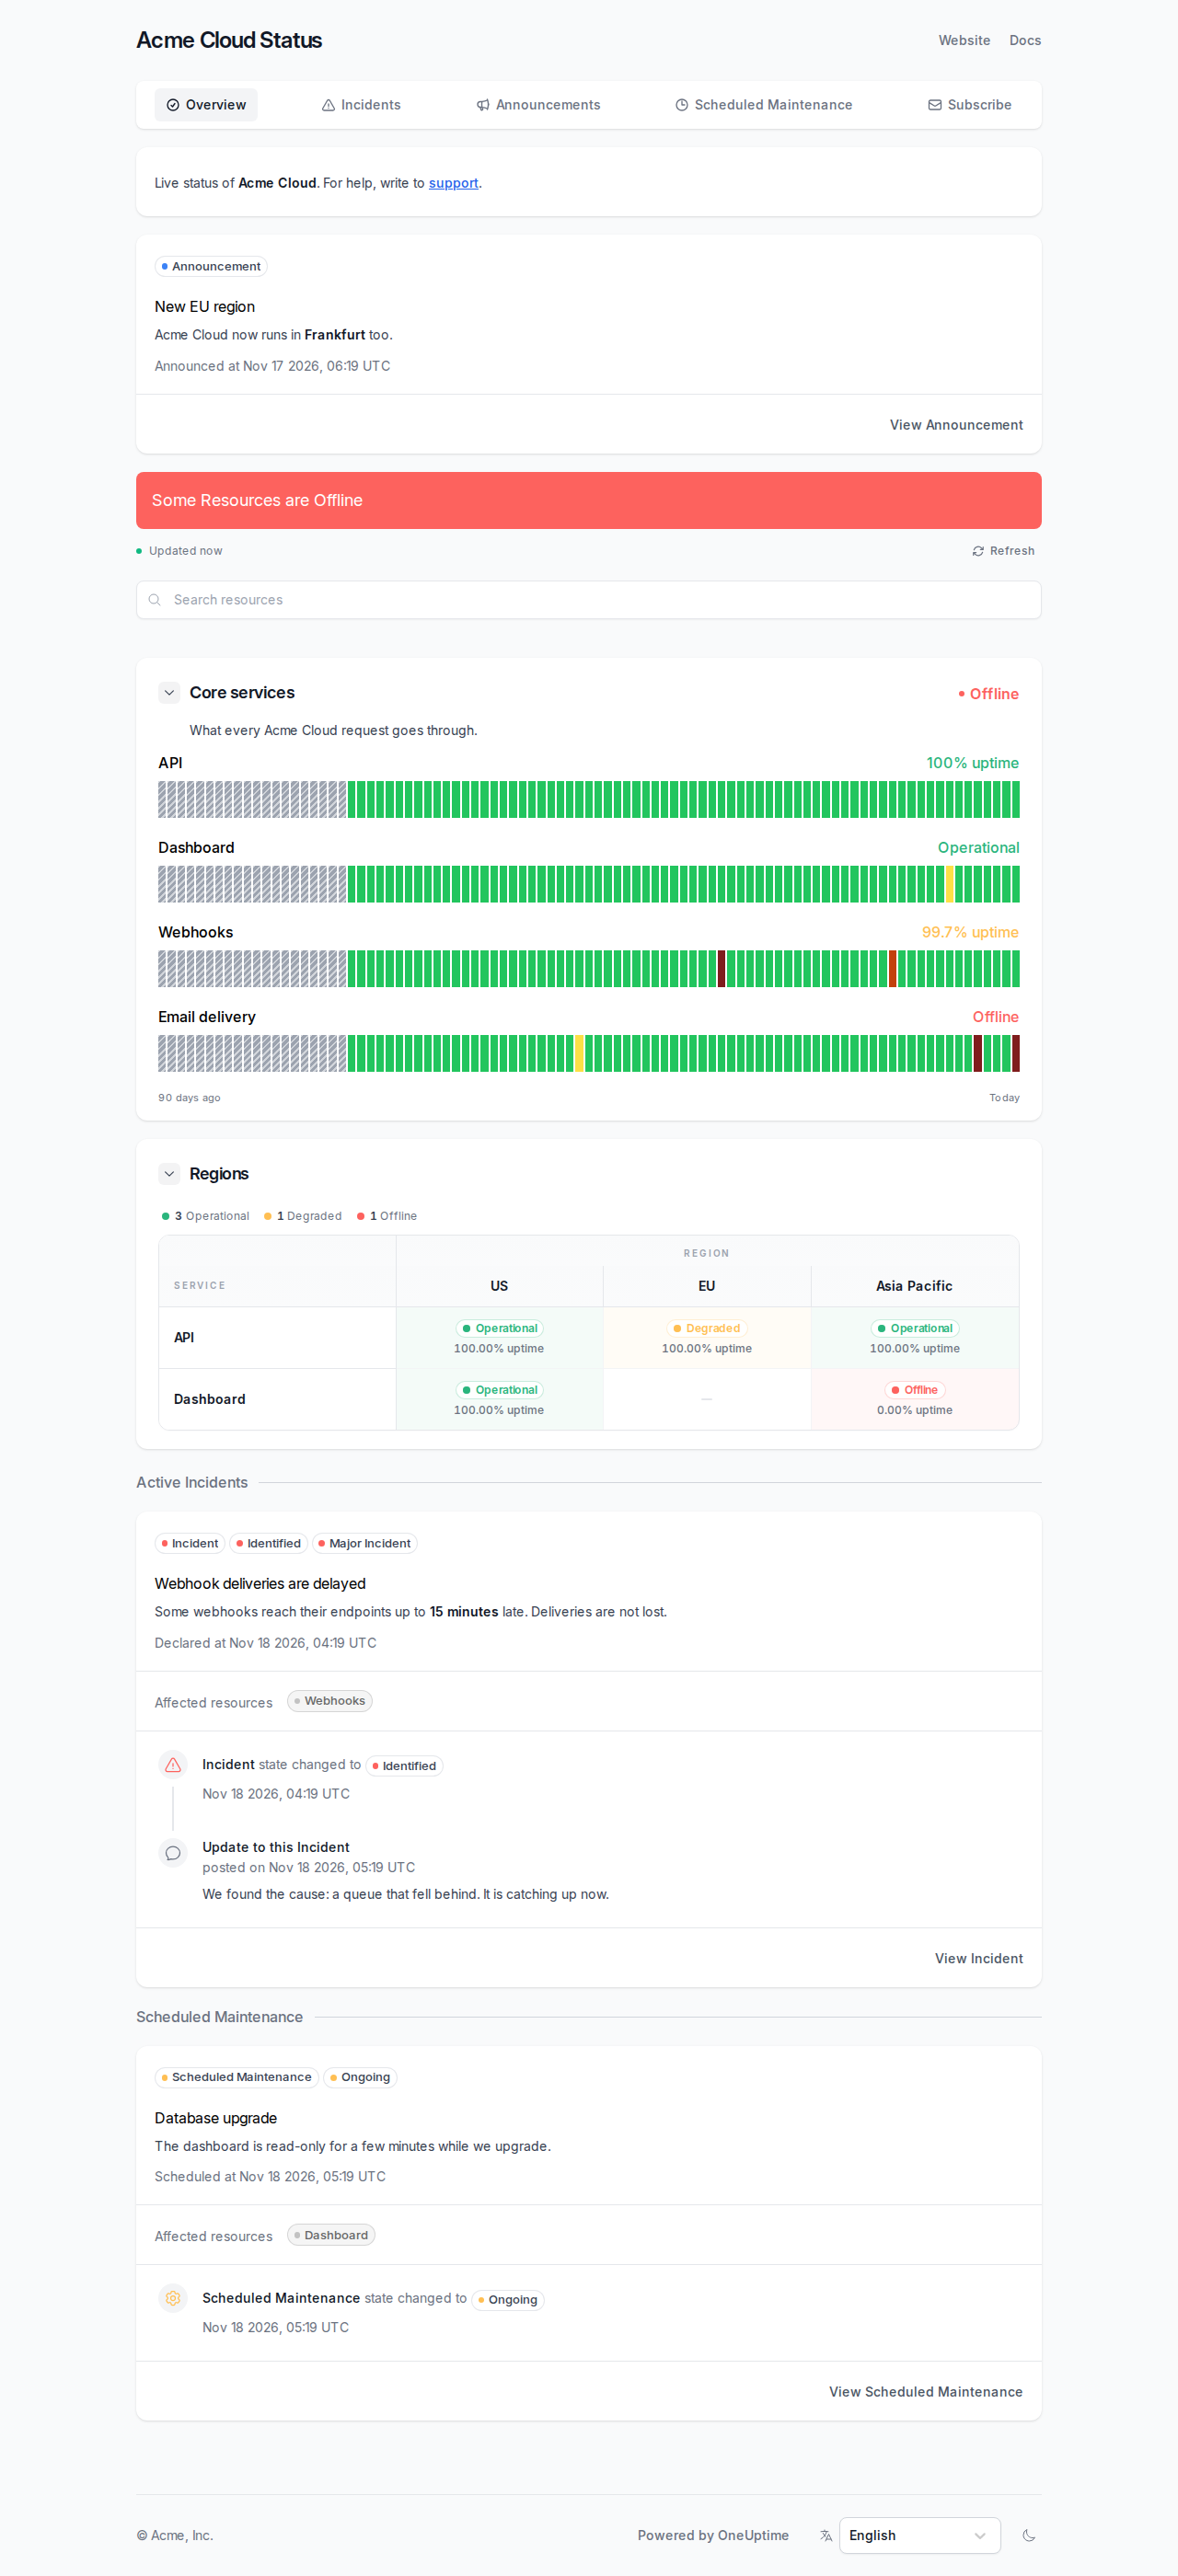 Acme Cloud Status
Website
Docs
Overview
Incidents
Announcements
Scheduled Maintenance
Subscribe
Live status of Acme Cloud. For help, write to support.
Announcement
New EU region
Acme Cloud now runs in Frankfurt too.
Announced at Nov 17 2026, 06:19 UTC
View Announcement
Some Resources are Offline
Updated now
Refresh
Search resources
Core services
Offline
What every Acme Cloud request goes through.
API
100% uptime
Dashboard
Operational
Webhooks
99.7% uptime
Email delivery
Offline
90 days ago
Today
Regions
3 Operational
1 Degraded
1 Offline
REGION
SERVICE
US
EU
Asia Pacific
API
Operational
100.00% uptime
Degraded
100.00% uptime
Operational
100.00% uptime
Dashboard
Operational
100.00% uptime
—
Offline
0.00% uptime
Active Incidents
Incident
Identified
Major Incident
Webhook deliveries are delayed
Some webhooks reach their endpoints up to 15 minutes late. Deliveries are not lost.
Declared at Nov 18 2026, 04:19 UTC
Affected resources
Webhooks
Incident state changed to Identified
Nov 18 2026, 04:19 UTC
Update to this Incident
posted on Nov 18 2026, 05:19 UTC
We found the cause: a queue that fell behind. It is catching up now.
View Incident
Scheduled Maintenance
Scheduled Maintenance
Ongoing
Database upgrade
The dashboard is read-only for a few minutes while we upgrade.
Scheduled at Nov 18 2026, 05:19 UTC
Affected resources
Dashboard
Scheduled Maintenance state changed to Ongoing
Nov 18 2026, 05:19 UTC
View Scheduled Maintenance
© Acme, Inc.
Powered by OneUptime
English